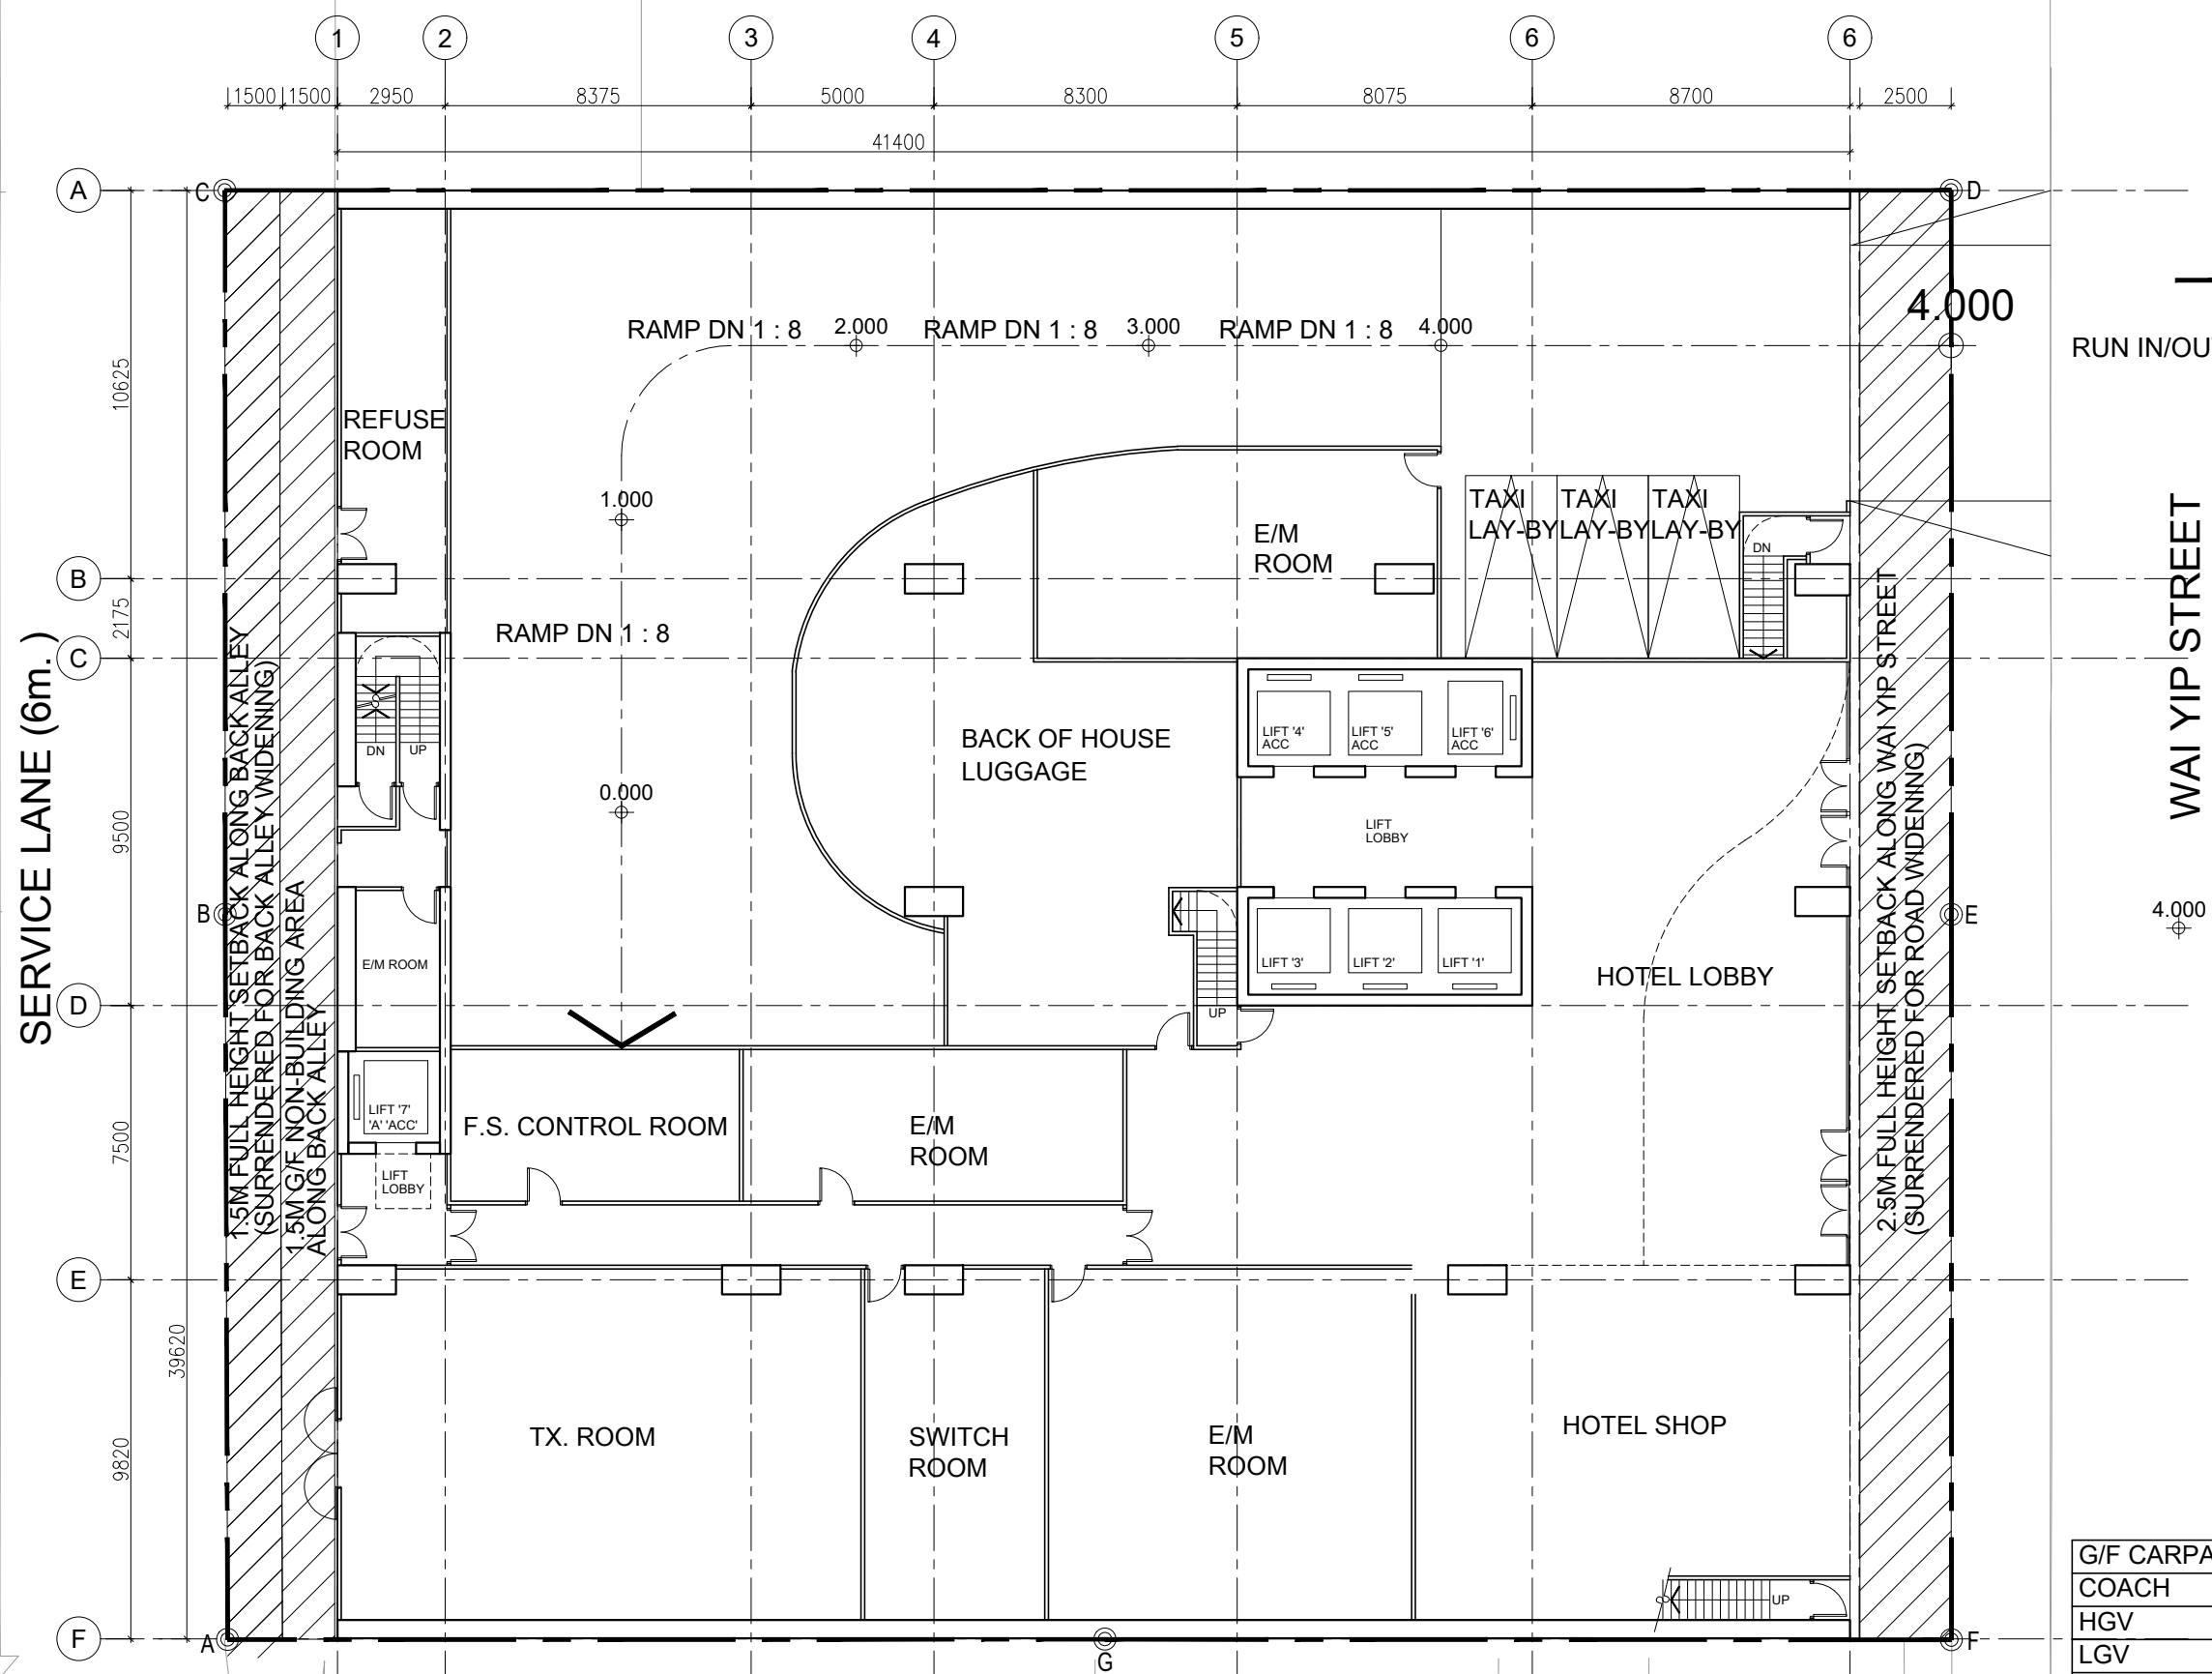 1 2 3 4 5 6 6
1500 1500 2950 8375 5000 8300 8075 8700 2500
41400
A
C
D
4.000
RAMP DN 1 : 8 2.000 RAMP DN 1 : 8 3.000 RAMP DN 1 : 8 4.000
RUN IN/OU
10625
REFUSE
ROOM
1.000
TAXI
LAY-BY
TAXI
LAY-BY
TAXI
LAY-BY
E/M
ROOM
DN
B
2175
RAMP DN 1 : 8
C
SERVICE LANE (6m.)
WAI YIP STREET
1.5M FULL HEIGHT SETBACK ALONG BACK ALLEY
(SURRENDERED FOR BACK ALLEY WIDENING)
1.5M G/F NON-BUILDING AREA
ALONG BACK ALLEY
2.5M FULL HEIGHT SETBACK ALONG WAI YIP STREET
(SURRENDERED FOR ROAD WIDENING)
DN UP
BACK OF HOUSE
LUGGAGE
LIFT '4'
ACC
LIFT '5'
ACC
LIFT '6'
ACC
0.000
9500
LIFT
LOBBY
B
E
4.000
E/M ROOM
LIFT '3' LIFT '2' LIFT '1'
HOTEL LOBBY
D
UP
7500
LIFT '7'
'A' 'ACC'
F.S. CONTROL ROOM
E/M
ROOM
LIFT
LOBBY
E
39620
9820
TX. ROOM
SWITCH
ROOM
E/M
ROOM
HOTEL SHOP
UP
F
A
G
F
G/F CARPA
COACH
HGV
LGV